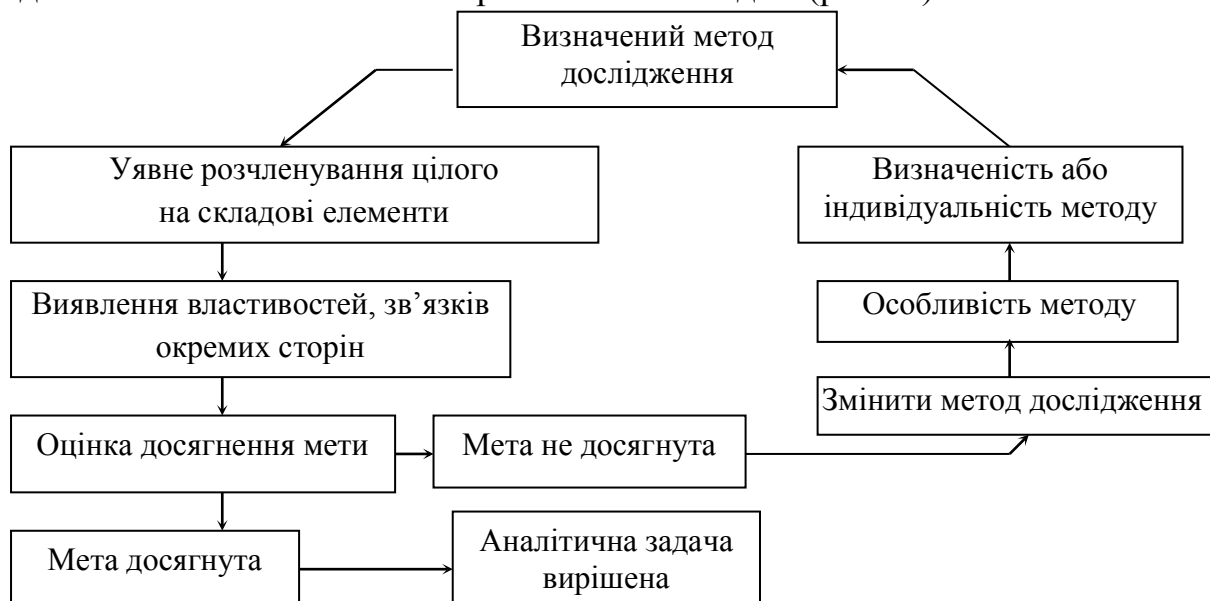 Визначений метод
дослідження
Уявне розчленування цілого
на складові елементи
Визначеність або
індивідуальність методу
Виявлення властивостей, зв’язків
окремих сторін
Особливість методу
Змінити метод дослідження
Оцінка досягнення мети
Мета не досягнута
Мета досягнута
Аналітична задача
вирішена